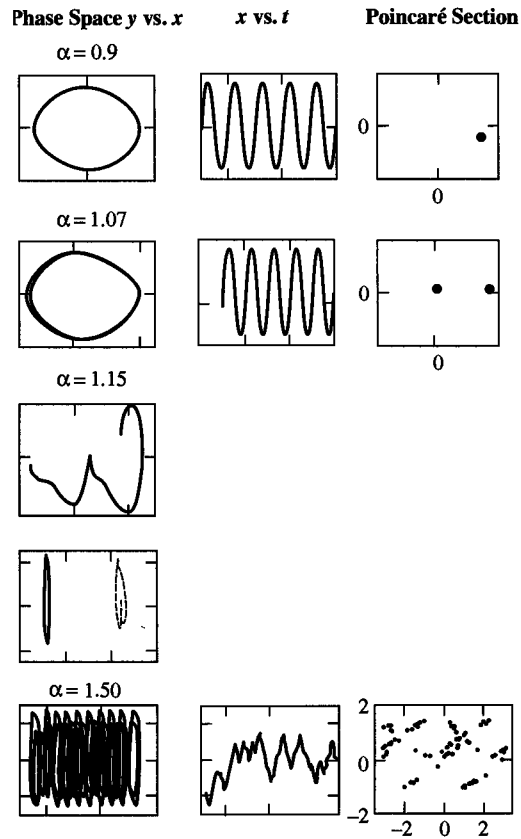 Phase Space y vs. x x vs. t Poincaré Section
α = 0.9
0
0
α = 1.07
0
0
α = 1.15
α = 1.50
2
0
−2
−2 0 2